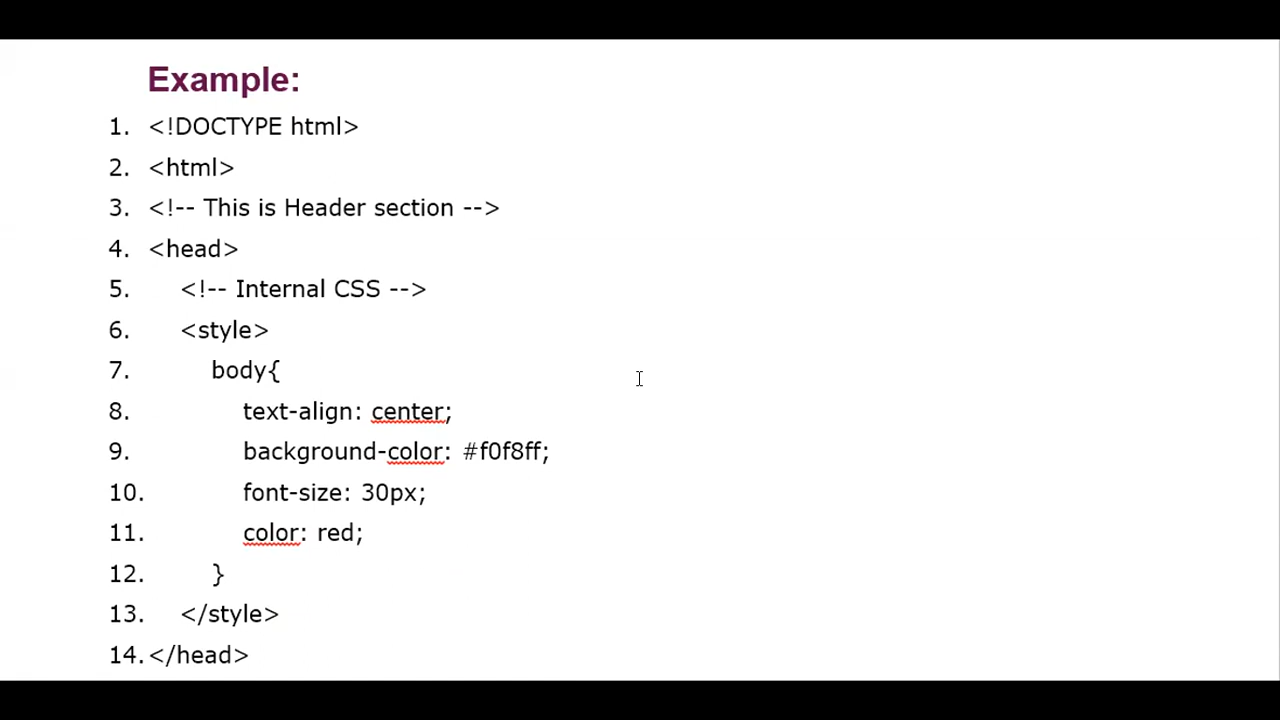 Example:
1. <!DOCTYPE html>
2. <html>
3. <!-- This is Header section -->
4. <head>
5. <!-- Internal CSS -->
6. <style>
7. body{
8. text-align: center;
9. background-color: #f0f8ff;
10. font-size: 30px;
11. color: red;
12. }
13. </style>
14. </head>